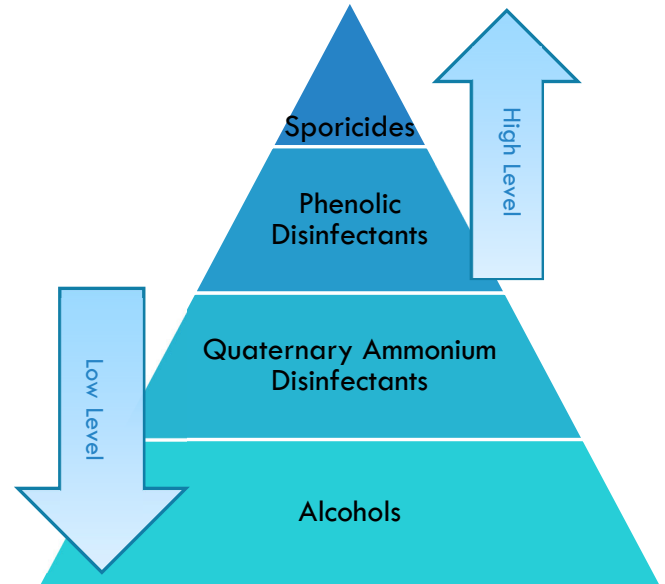 Sporicides
High Level
Phenolic
Disinfectants
Quaternary Ammonium
Disinfectants
Low Level
Alcohols